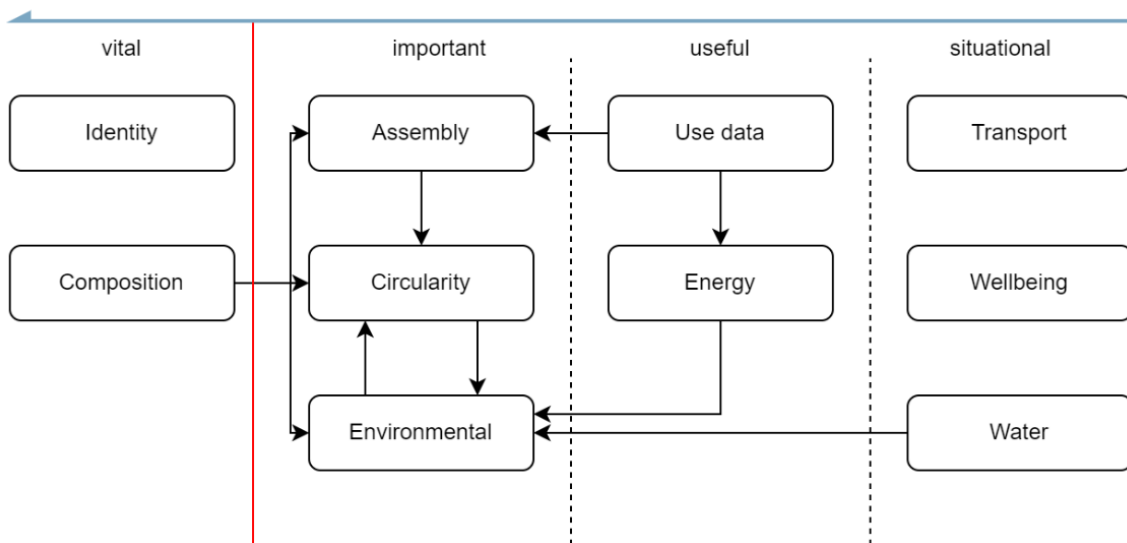 vital
important
useful
situational
Identity
Assembly
Use data
Transport
Composition
Circularity
Energy
Wellbeing
Environmental
Water